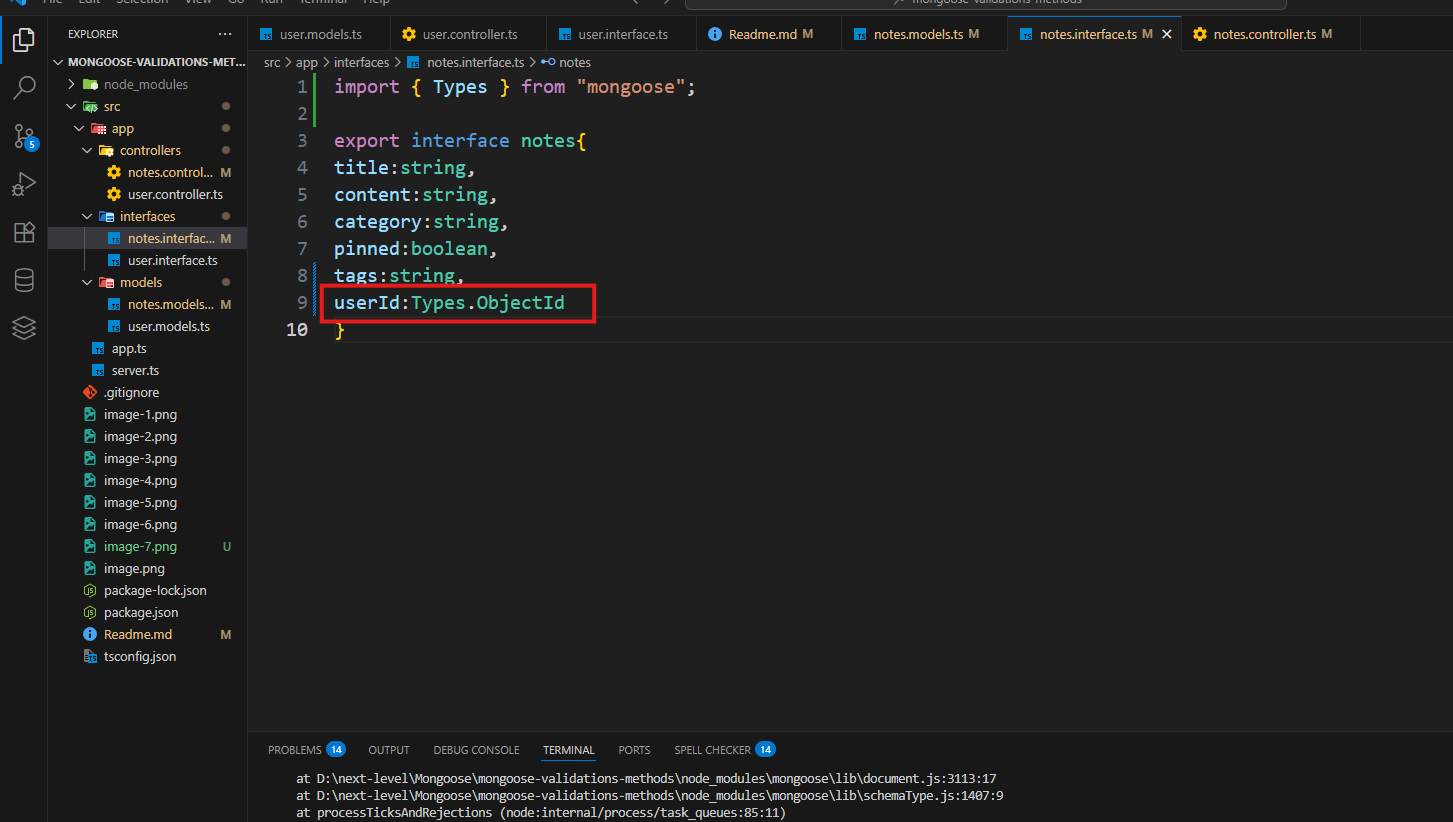 File Edit Selection View Go Run Terminal Help
mongoose-validations-methods
EXPLORER
user.models.ts
user.controller.ts
user.interface.ts
Readme.md M
notes.models.ts M
notes.interface.ts M
notes.controller.ts M
MONGOOSE-VALIDATIONS-MET...
node_modules
src
app
controllers
notes.control... M
user.controller.ts
interfaces
notes.interfac... M
user.interface.ts
models
notes.models... M
user.models.ts
app.ts
server.ts
.gitignore
image-1.png
image-2.png
image-3.png
image-4.png
image-5.png
image-6.png
image-7.png U
image.png
package-lock.json
package.json
Readme.md M
tsconfig.json
5
src > app > interfaces > notes.interface.ts > notes
1 import { Types } from "mongoose";
2
3 export interface notes{
4 title:string,
5 content:string,
6 category:string,
7 pinned:boolean,
8 tags:string,
9 userId:Types.ObjectId
10 }
PROBLEMS 14 OUTPUT DEBUG CONSOLE TERMINAL PORTS SPELL CHECKER 14
at D:\next-level\Mongoose\mongoose-validations-methods\node_modules\mongoose\lib\document.js:3113:17
at D:\next-level\Mongoose\mongoose-validations-methods\node_modules\mongoose\lib\schemaType.js:1407:9
at processTicksAndRejections (node:internal/process/task_queues:85:11)